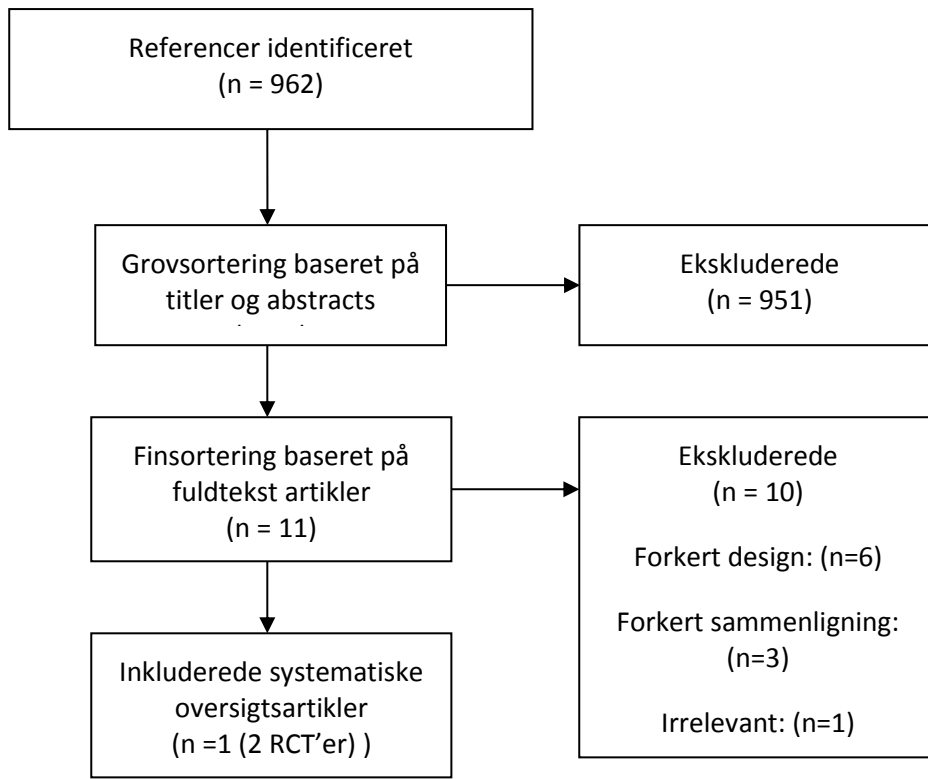 Referencer identificeret
(n = 962)
Grovsortering baseret på
titler og abstracts
Ekskluderede
(n = 951)
Finsortering baseret på
fuldtekst artikler
(n = 11)
Ekskluderede
(n = 10)
Forkert design: (n=6)
Forkert sammenligning:
(n=3)
Irrelevant: (n=1)
Inkluderede systematiske
oversigtsartikler
(n =1 (2 RCT’er) )